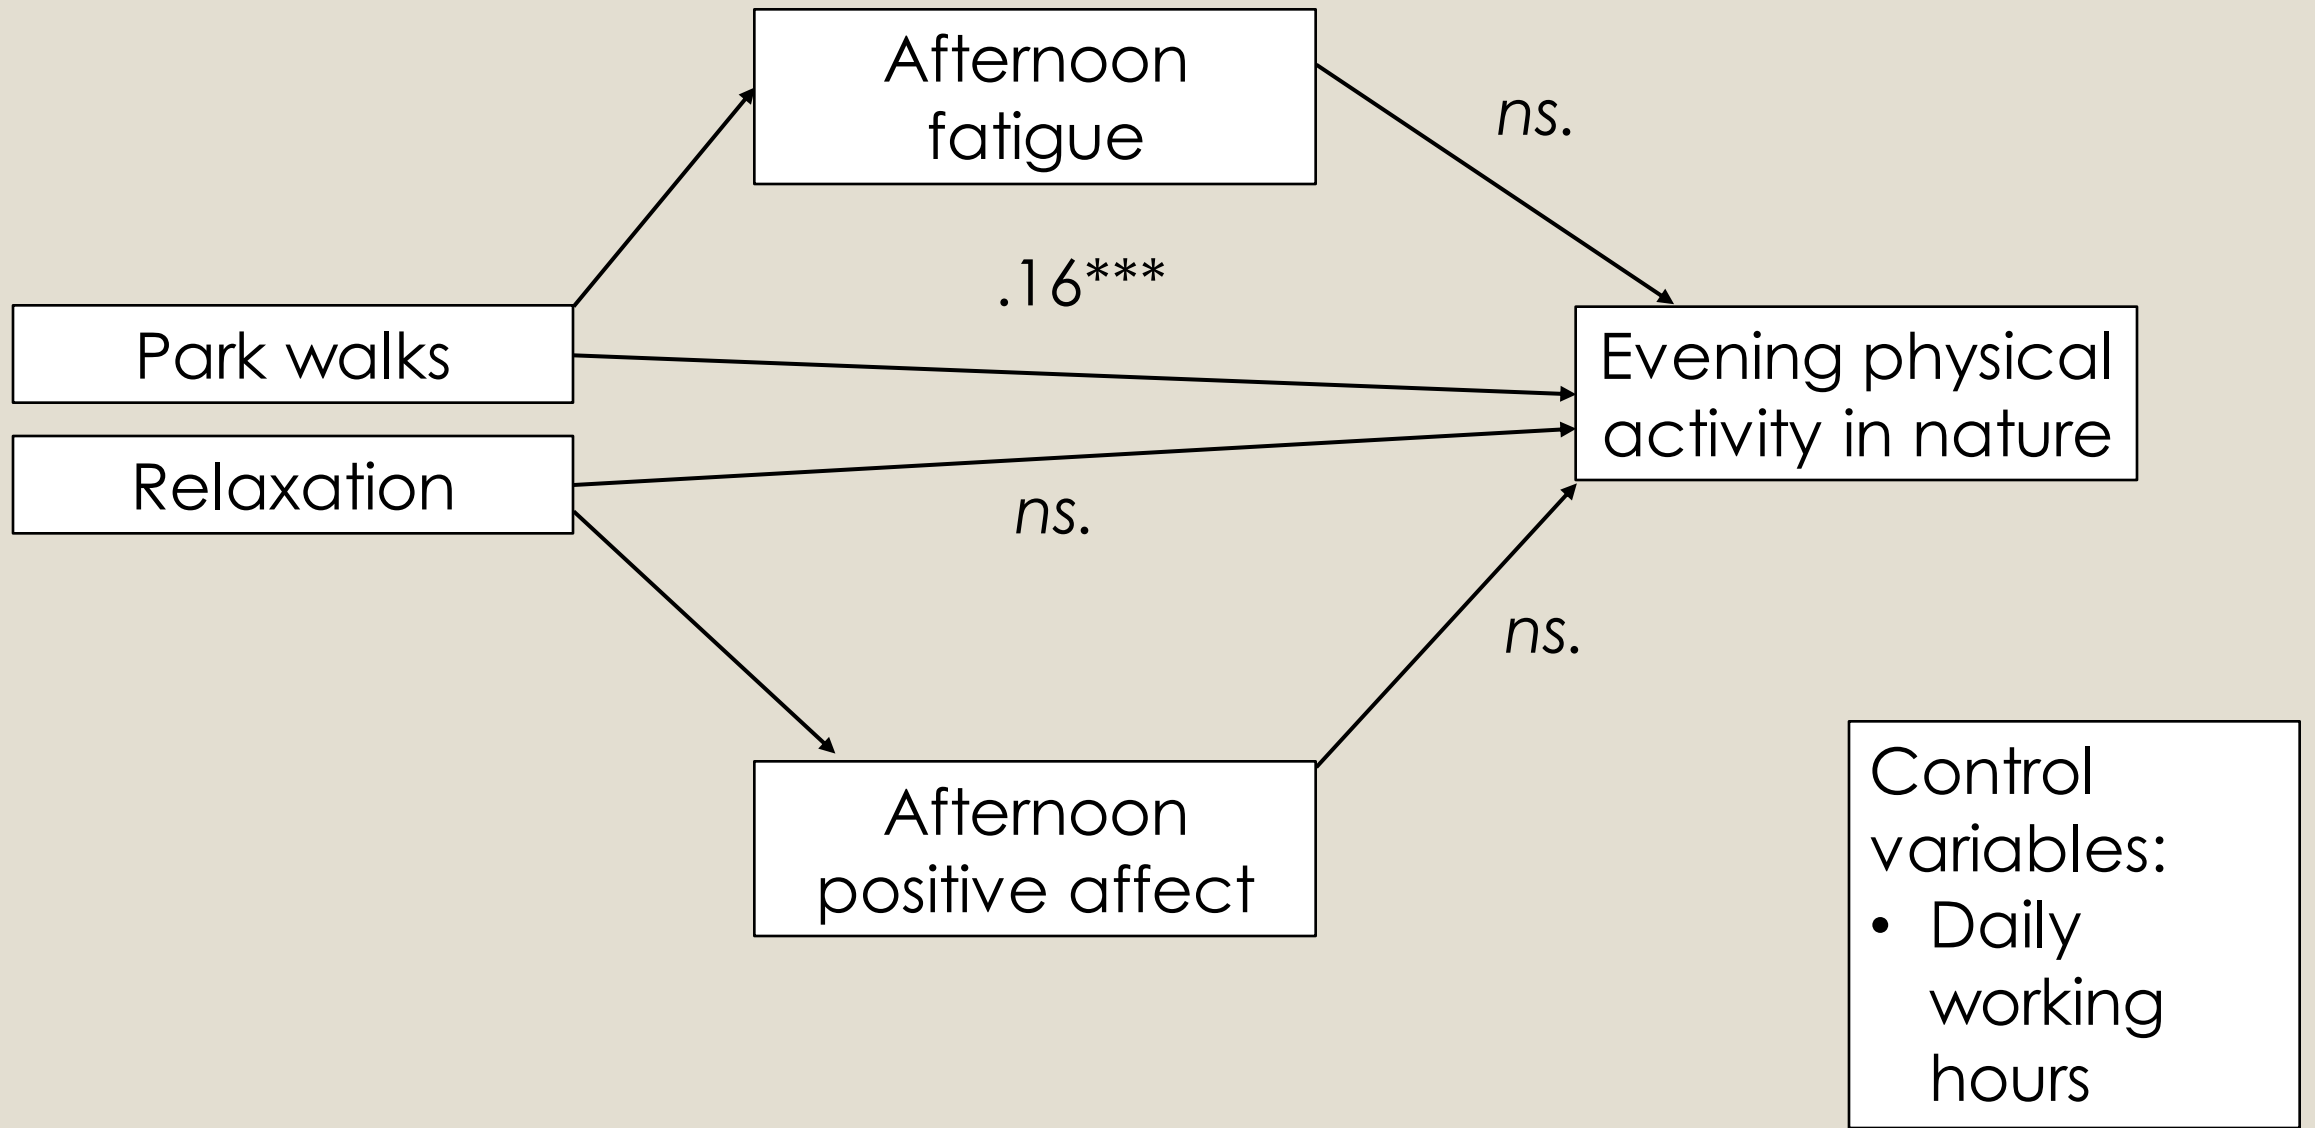 Afternoon
fatigue
ns.
.16***
Park walks
Evening physical
activity in nature
Relaxation
ns.
ns.
Afternoon
positive affect
Control
variables:
• Daily
working
hours